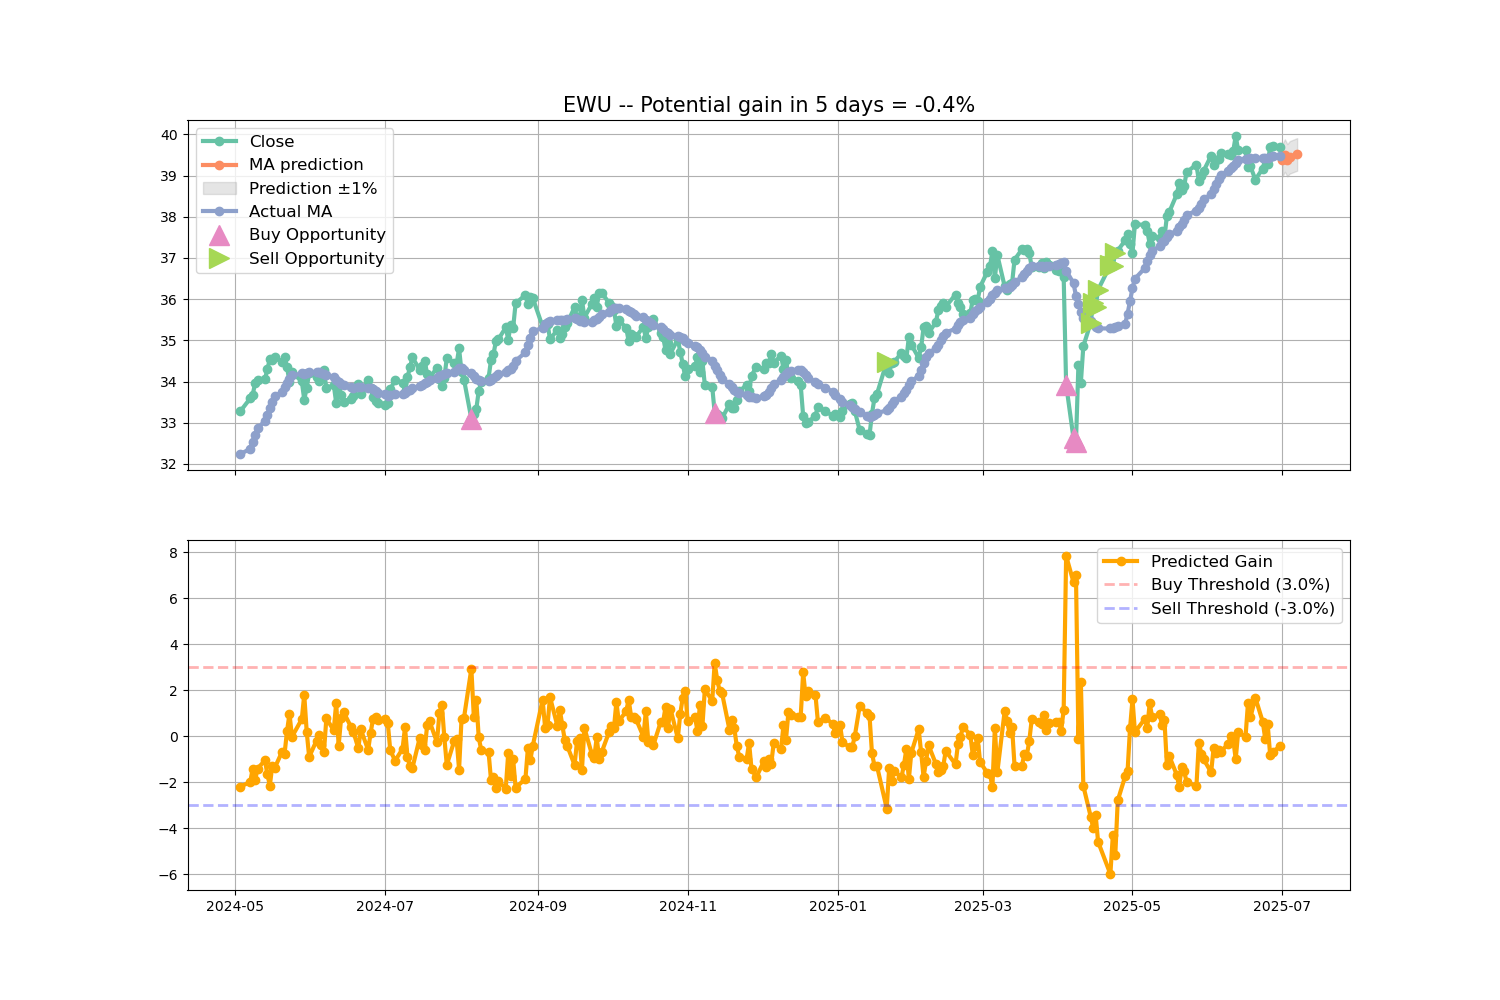 EWU -- Potential gain in 5 days = -0.4%
40
39
38
37
36
35
34
33
32
Close
MA prediction
Prediction ±1%
Actual MA
Buy Opportunity
Sell Opportunity
8
6
4
2
0
−2
−4
−6
Predicted Gain
Buy Threshold (3.0%)
Sell Threshold (-3.0%)
2024-05
2024-07
2024-09
2024-11
2025-01
2025-03
2025-05
2025-07